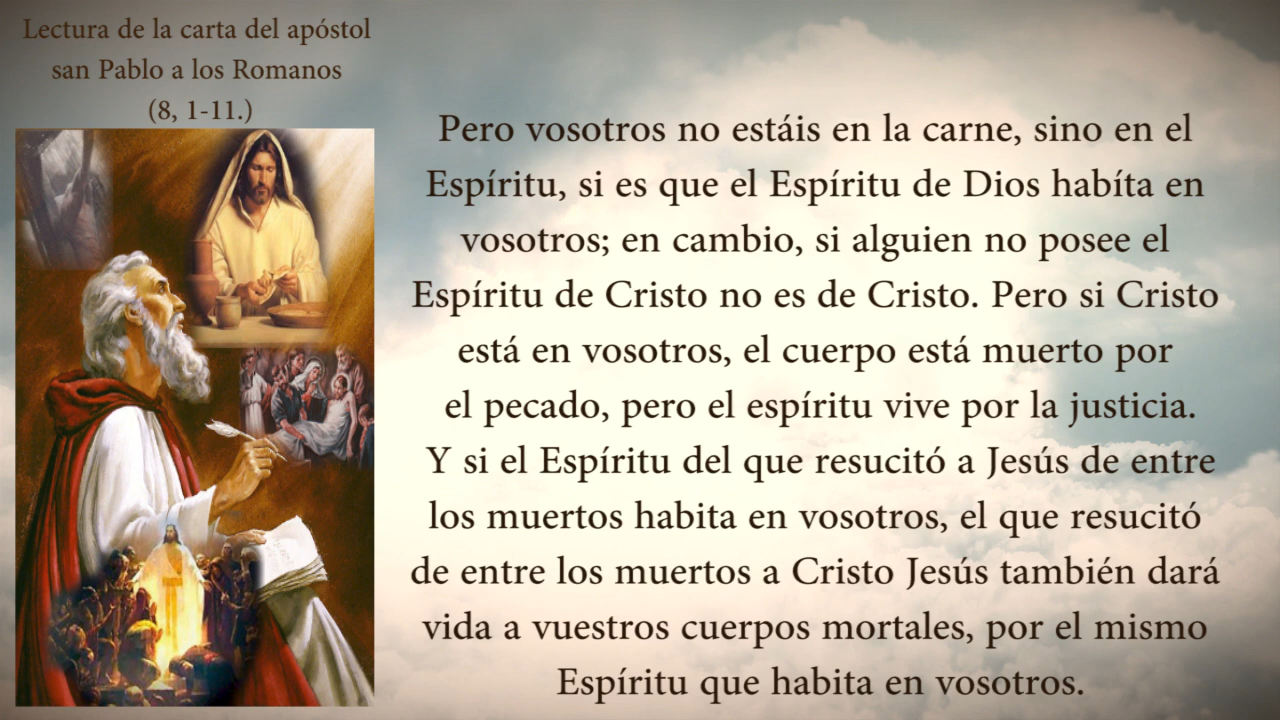 Lectura de la carta del apóstol
san Pablo a los Romanos
(8, 1-11.)
Pero vosotros no estáis en la carne, sino en el
Espíritu, si es que el Espíritu de Dios habíta en
vosotros; en cambio, si alguien no posee el
Espíritu de Cristo no es de Cristo. Pero si Cristo
está en vosotros, el cuerpo está muerto por
el pecado, pero el espíritu vive por la justicia.
Y si el Espíritu del que resucitó a Jesús de entre
los muertos habita en vosotros, el que resucitó
de entre los muertos a Cristo Jesús también dará
vida a vuestros cuerpos mortales, por el mismo
Espíritu que habita en vosotros.